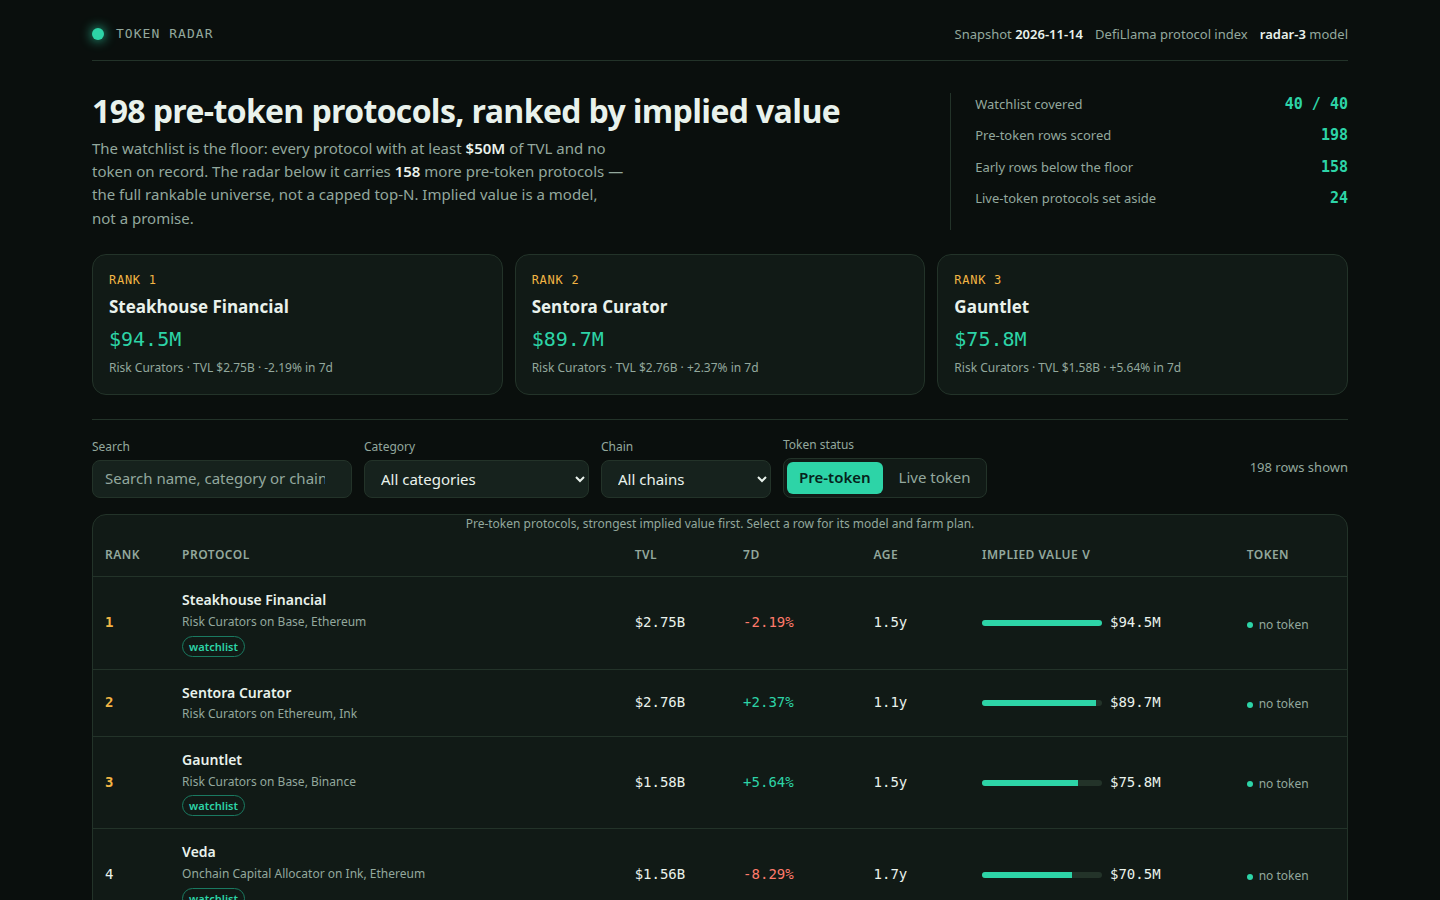 TOKEN RADAR
Snapshot 2026-11-14 DefiLlama protocol index radar-3 model
198 pre-token protocols, ranked by implied value
The watchlist is the floor: every protocol with at least $50M of TVL and no
token on record. The radar below it carries 158 more pre-token protocols —
the full rankable universe, not a capped top-N. Implied value is a model,
not a promise.
Watchlist covered 40 / 40
Pre-token rows scored 198
Early rows below the floor 158
Live-token protocols set aside 24
RANK 1
Steakhouse Financial
$94.5M
Risk Curators · TVL $2.75B · -2.19% in 7d
RANK 2
Sentora Curator
$89.7M
Risk Curators · TVL $2.76B · +2.37% in 7d
RANK 3
Gauntlet
$75.8M
Risk Curators · TVL $1.58B · +5.64% in 7d
Search
Search name, category or chain
Category
All categories
Chain
All chains
Token status
Pre-token Live token
198 rows shown
Pre-token protocols, strongest implied value first. Select a row for its model and farm plan.
RANK PROTOCOL TVL 7D AGE IMPLIED VALUE V TOKEN
1 Steakhouse Financial $2.75B -2.19% 1.5y $94.5M no token
Risk Curators on Base, Ethereum
watchlist
2 Sentora Curator $2.76B +2.37% 1.1y $89.7M no token
Risk Curators on Ethereum, Ink
3 Gauntlet $1.58B +5.64% 1.5y $75.8M no token
Risk Curators on Base, Binance
watchlist
4 Veda $1.56B -8.29% 1.7y $70.5M no token
Onchain Capital Allocator on Ink, Ethereum
watchlist